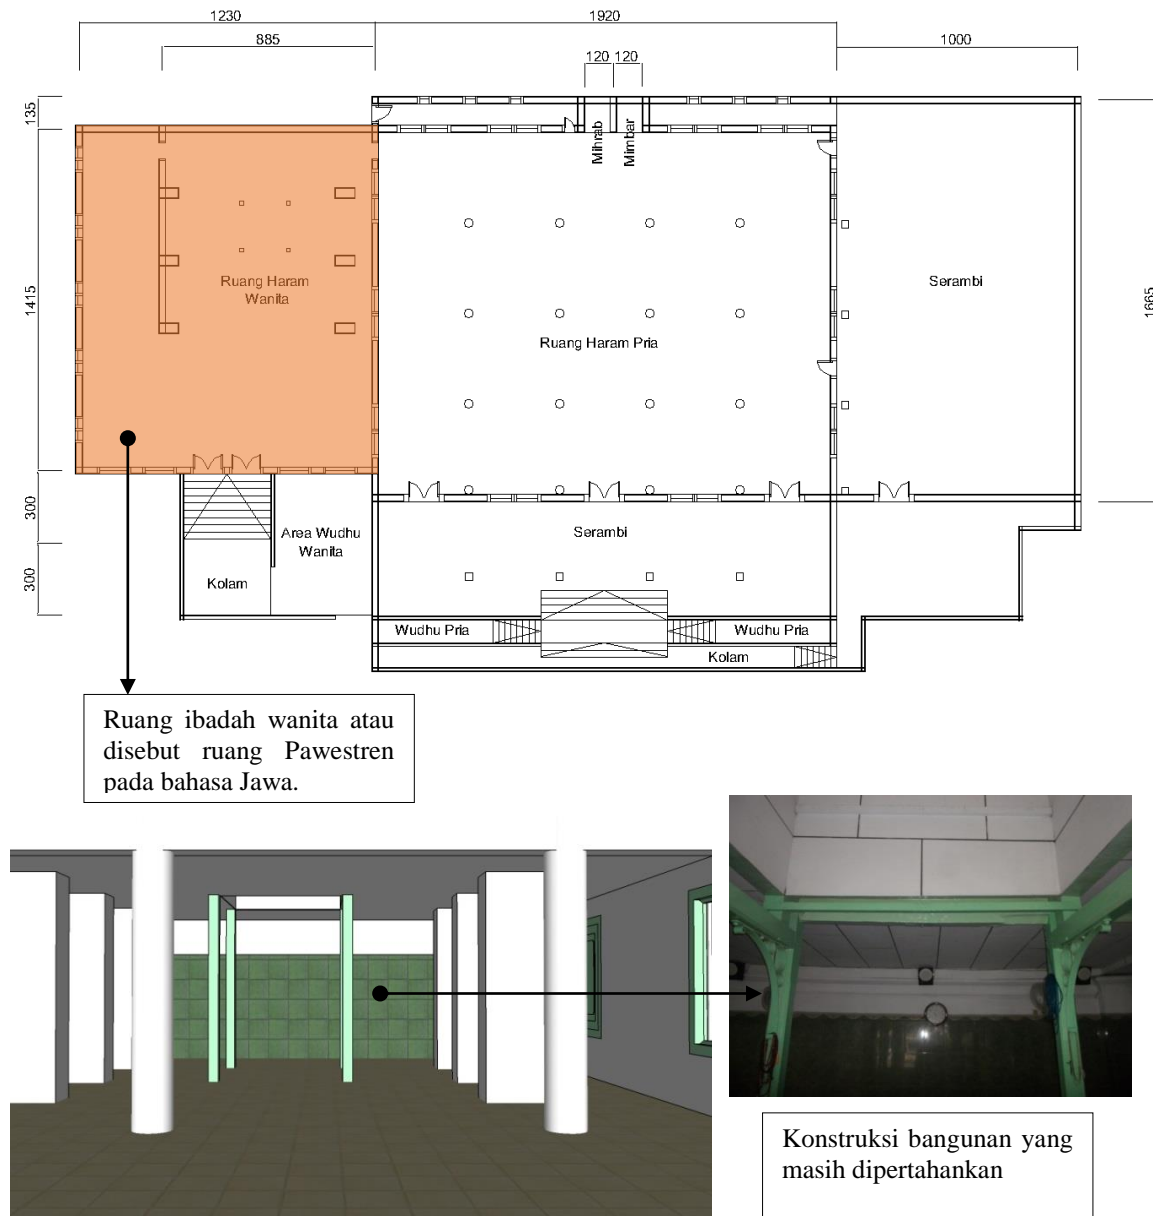 1230
1920
885
1000
120 120
135
Mihrab
Mimbar
Ruang Haram
Wanita
Serambi
1415
1665
Ruang Haram Pria
300
Area Wudhu
Wanita
Serambi
300
Kolam
Wudhu Pria
Wudhu Pria
Kolam
Ruang ibadah wanita atau
disebut ruang Pawestren
pada bahasa Jawa.
Konstruksi bangunan yang
masih dipertahankan